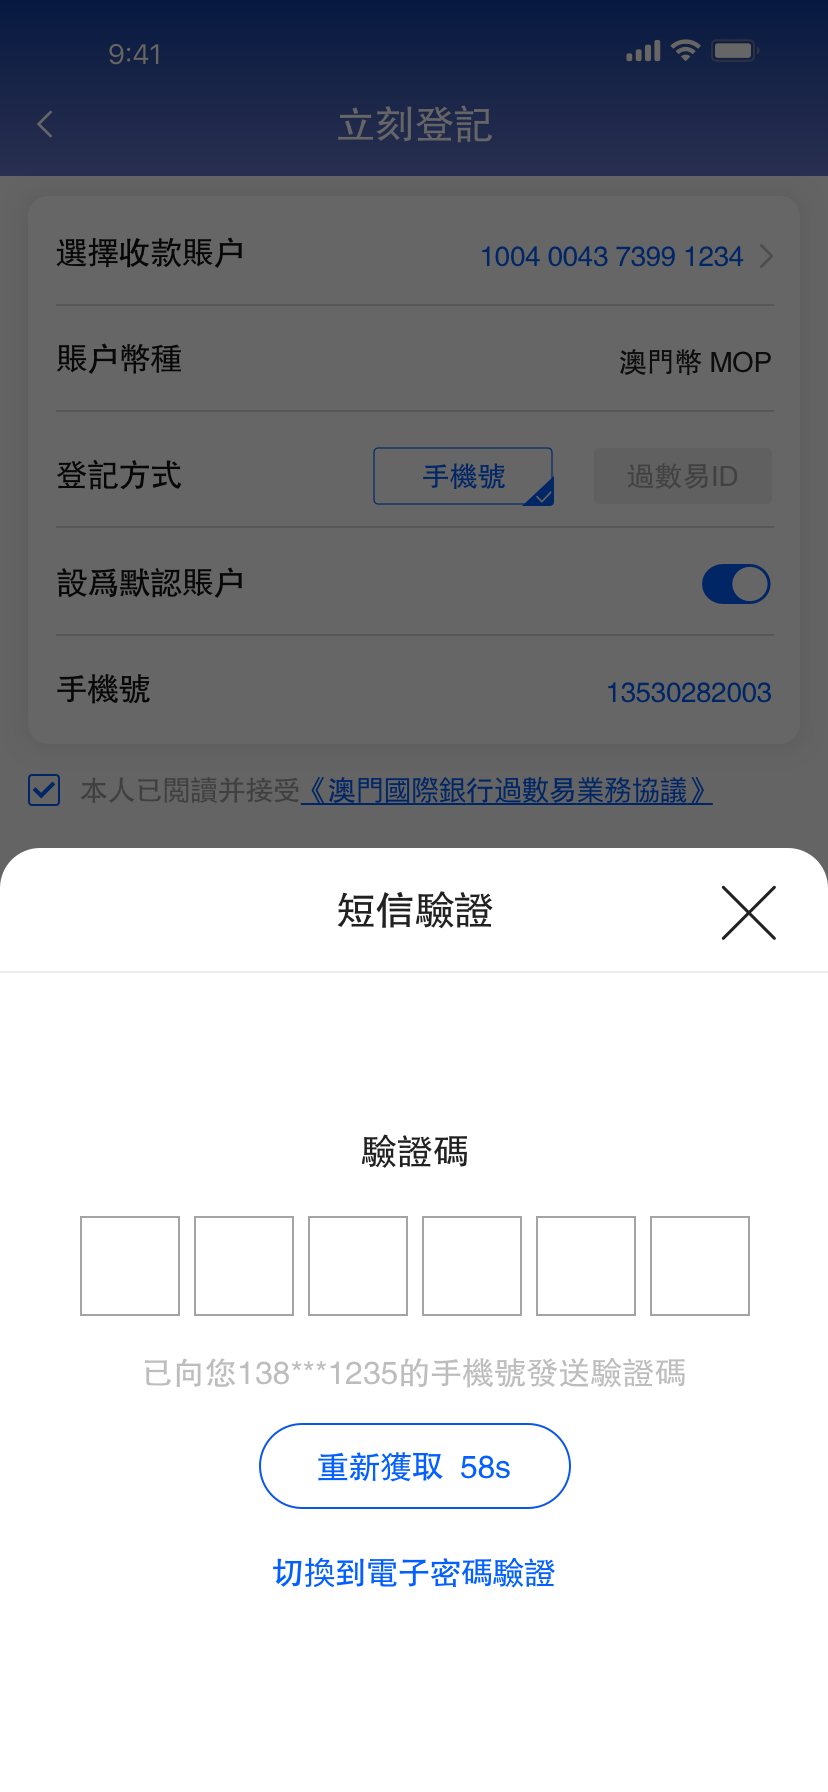 9:41
立刻登記
選擇收款賬户 1004 0043 7399 1234
賬户幣種 澳門幣 MOP
登記方式 手機號 過數易ID
設爲默認賬户
手機號 13530282003
本人已閲讀并接受《澳門國際銀行過數易業務協議》
短信驗證
驗證碼
已向您138***1235的手機號發送驗證碼
重新獲取 58s
切換到電子密碼驗證